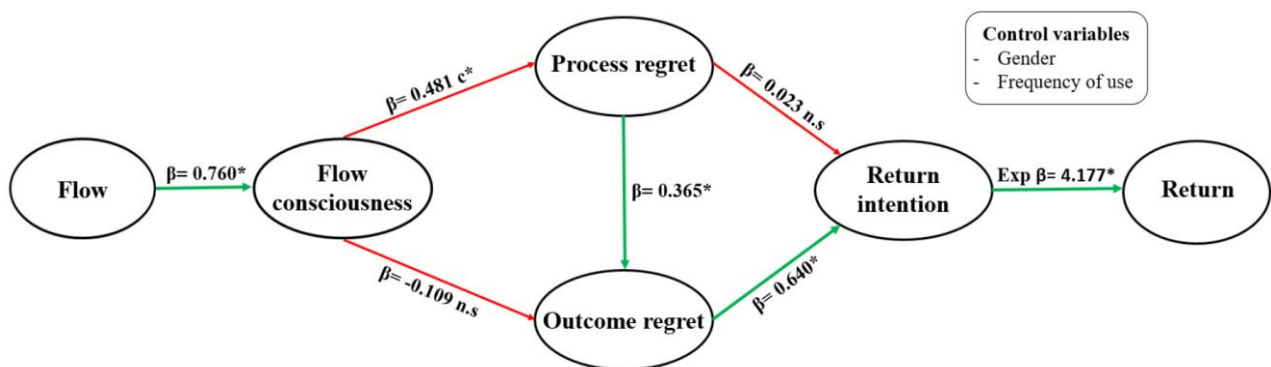 Control variables
- Gender
- Frequency of use
Process regret
β= 0.481 c*
β= 0.023 n.s
Flow
β= 0.760*
Flow
consciousness
β= 0.365*
Return
intention
Exp β= 4.177*
Return
β= -0.109 n.s
β= 0.640*
Outcome regret